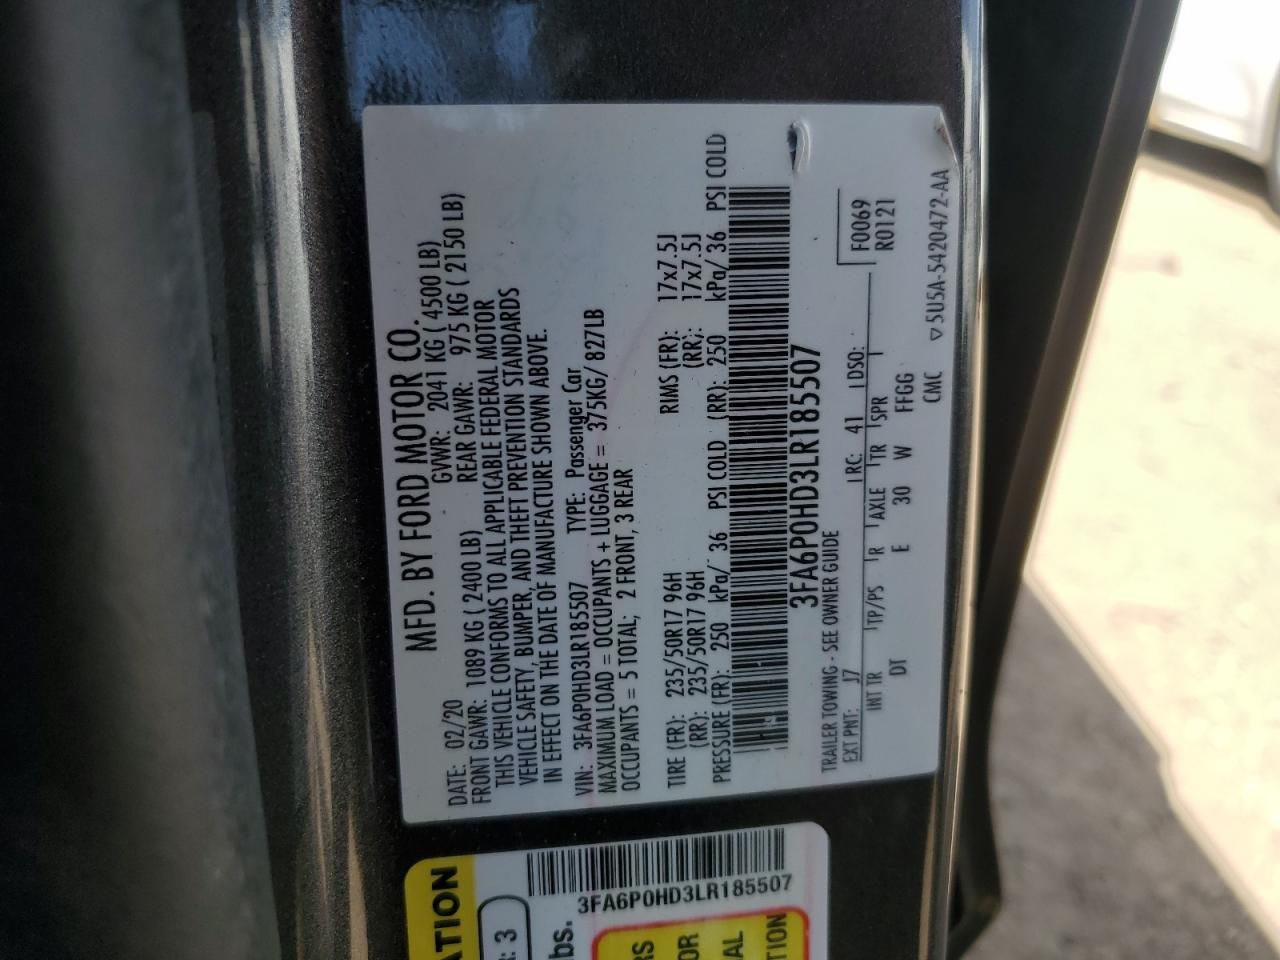 MFD. BY FORD MOTOR CO.
DATE: 02/20 GVWR: 2041 KG ( 4500 LB)
FRONT GAWR: 1089 KG ( 2400 LB) REAR GAWR: 975 KG ( 2150 LB)
THIS VEHICLE CONFORMS TO ALL APPLICABLE FEDERAL MOTOR
VEHICLE SAFETY, BUMPER, AND THEFT PREVENTION STANDARDS
IN EFFECT ON THE DATE OF MANUFACTURE SHOWN ABOVE.
VIN: 3FA6P0HD3LR185507 TYPE: Passenger Car
MAXIMUM LOAD = OCCUPANTS + LUGGAGE = 375KG/ 827LB
OCCUPANTS = 5 TOTAL; 2 FRONT, 3 REAR
TIRE (FR): 235/50R17 96H RIMS (FR): 17x7.5J
(RR): 235/50R17 96H (RR): 17x7.5J
PRESSURE (FR): 250 kPa/ 36 PSI COLD (RR): 250 kPa/ 36 PSI COLD
3FA6P0HD3LR185507
TRAILER TOWING - SEE OWNER GUIDE F0069
EXT PNT: J7 RC: 41 DSO: R0121
INT TR TP/PS R AXLE TR SPR
DT E 30 W FFGG
CMC 5U5A-5420472-AA
ATION
: 3
3FA6P0HD3LR185507
bs.
RS
OR
AL
TION